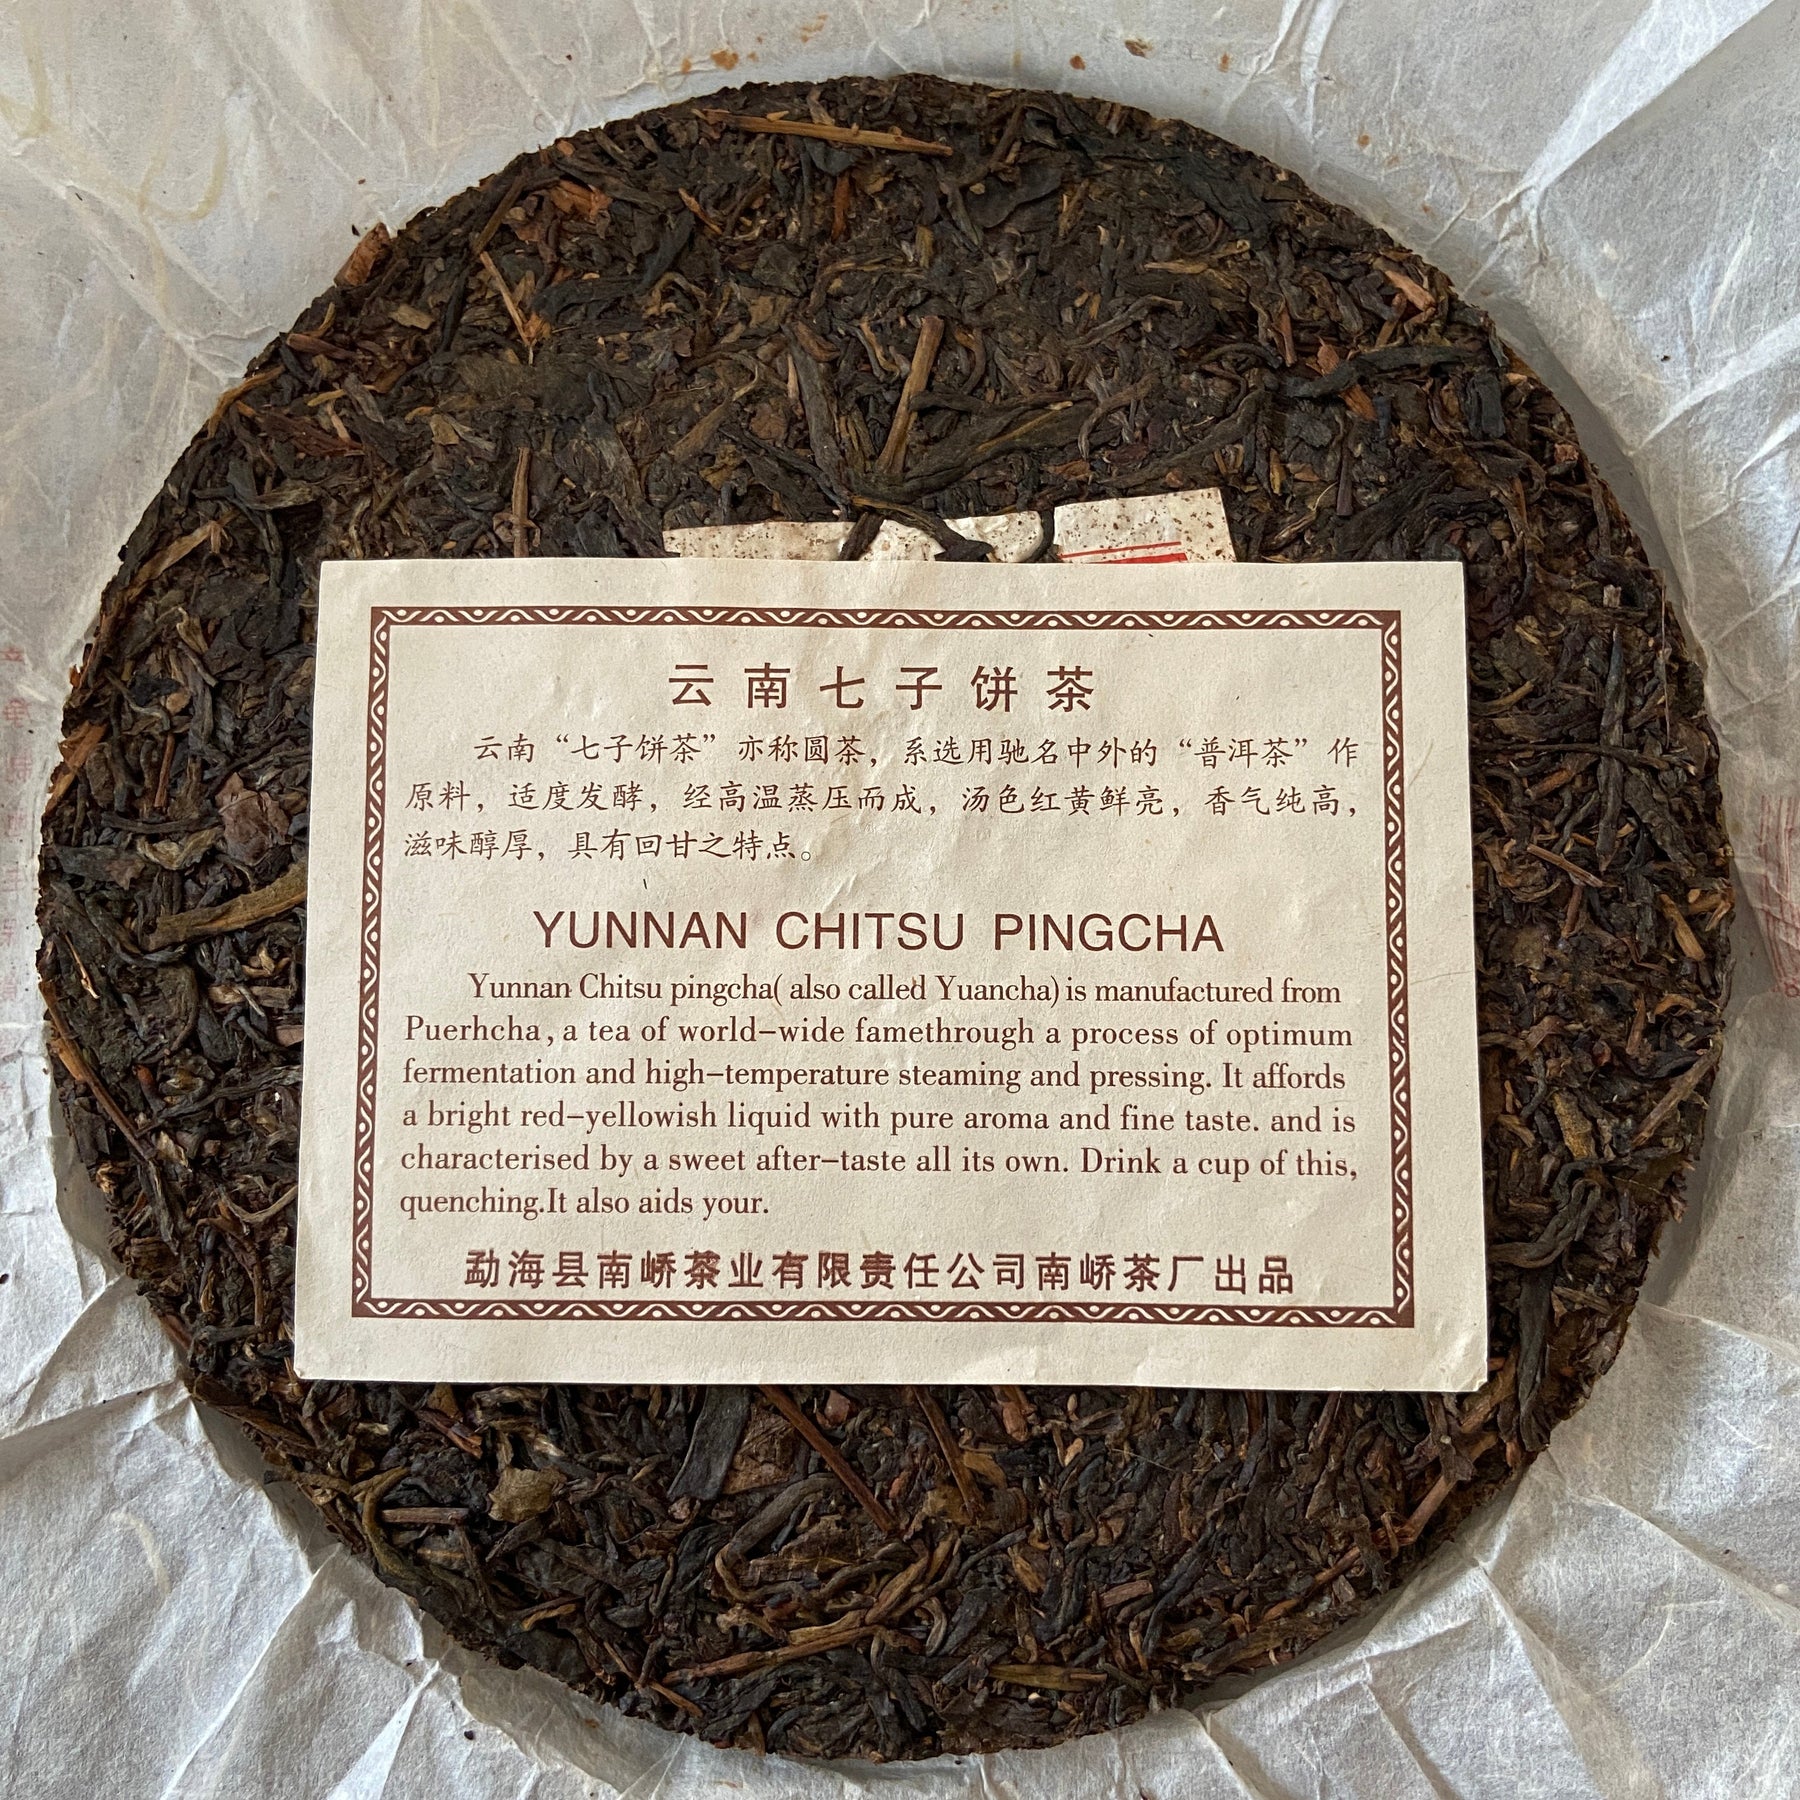 云南七子饼茶
云南“七子饼茶”亦称圆茶，系选用驰名中外的“普洱茶”作
原料，适度发酵，经高温蒸压而成，汤色红黄鲜亮，香气纯高，
滋味醇厚，具有回甘之特点。
YUNNAN CHITSU PINGCHA
Yunnan Chitsu pingcha( also called Yuancha) is manufactured from
Puerhcha, a tea of world-wide famethrough a process of optimum
fermentation and high-temperature steaming and pressing. It affords
a bright red-yellowish liquid with pure aroma and fine taste. and is
characterised by a sweet after-taste all its own. Drink a cup of this,
quenching.It also aids your.
勐海县南峤茶业有限责任公司南峤茶厂出品